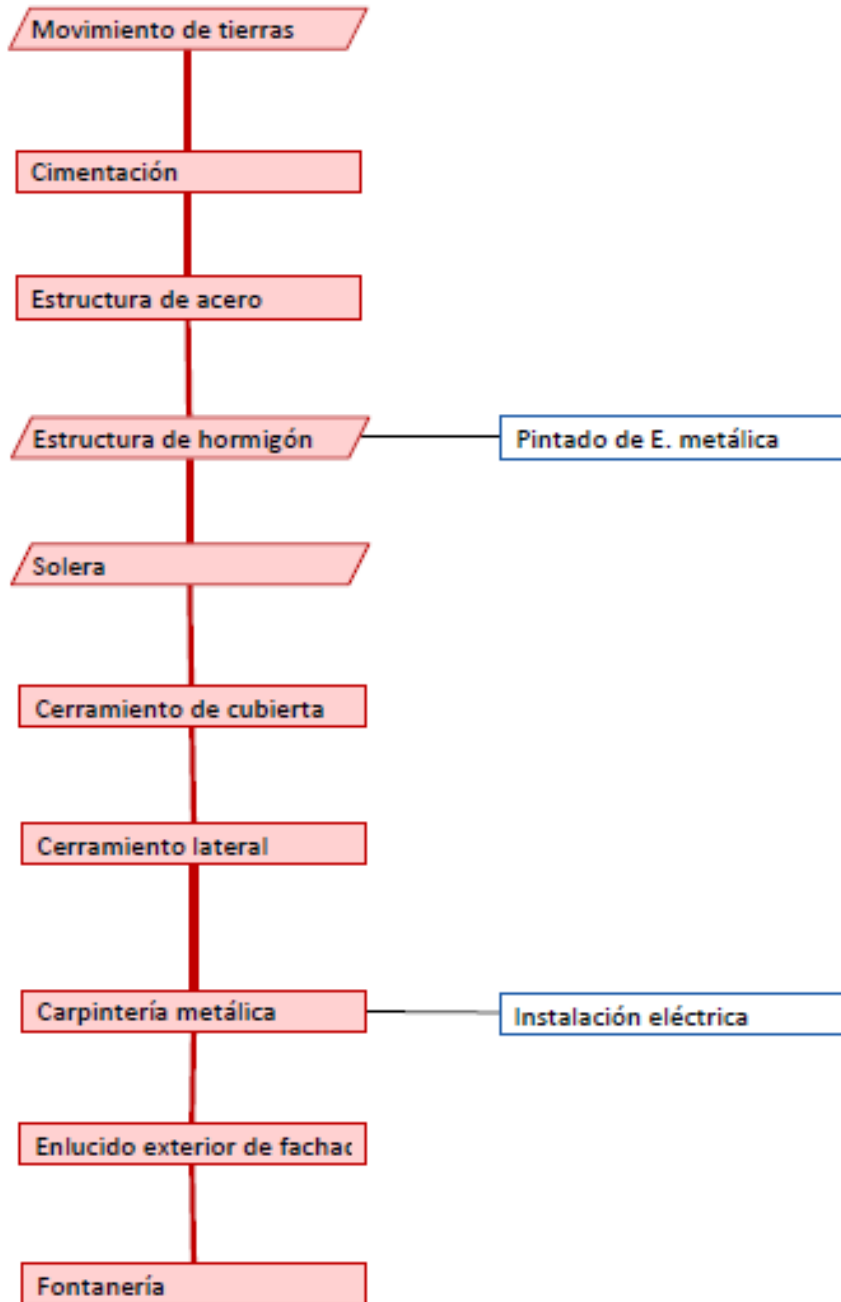 Movimiento de tierras
Cimentación
Estructura de acero
Estructura de hormigón
Pintado de E. metálica
Solera
Cerramiento de cubierta
Cerramiento lateral
Carpintería metálica
Instalación eléctrica
Enlucido exterior de fachac
Fontanería